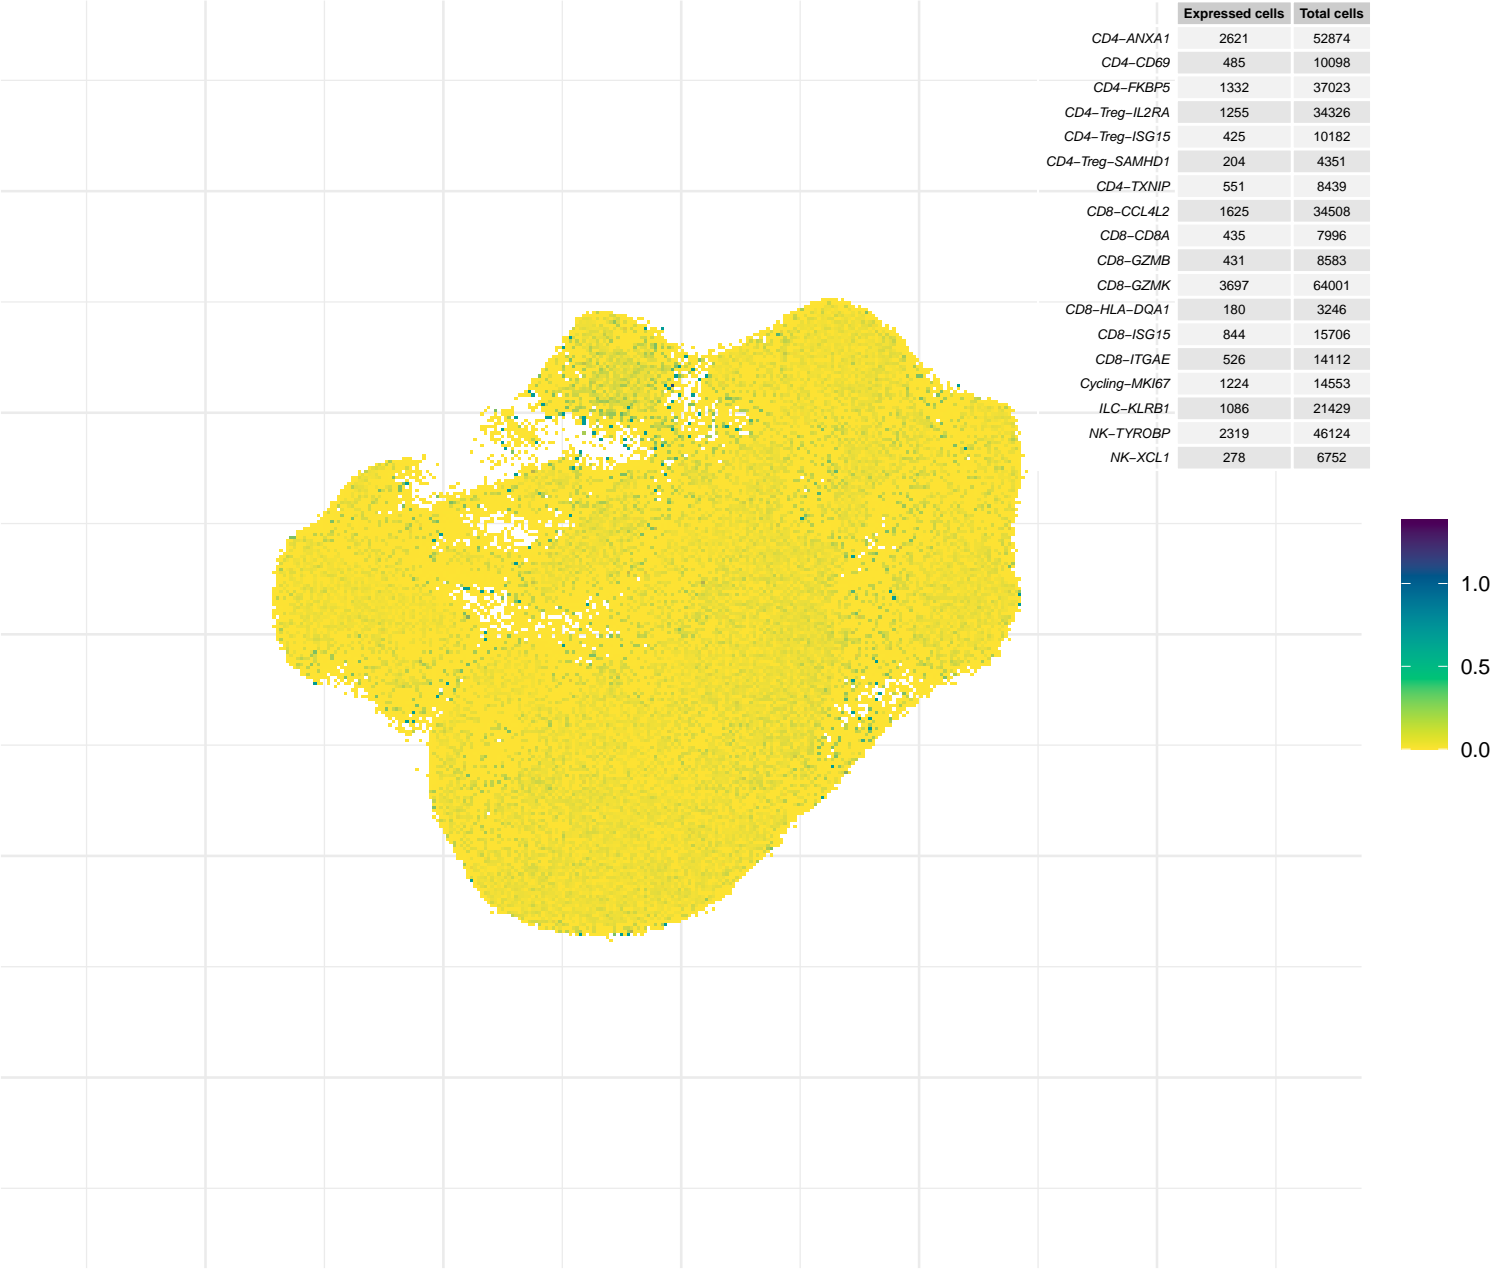 Expressed cells Total cells
CD4−ANXA1 2621 52874
CD4−CD69 485 10098
CD4−FKBP5 1332 37023
CD4−Treg−IL2RA 1255 34326
CD4−Treg−ISG15 425 10182
CD4−Treg−SAMHD1 204 4351
CD4−TXNIP 551 8439
CD8−CCL4L2 1625 34508
CD8−CD8A 435 7996
CD8−GZMB 431 8583
CD8−GZMK 3697 64001
CD8−HLA−DQA1 180 3246
CD8−ISG15 844 15706
CD8−ITGAE 526 14112
Cycling−MKI67 1224 14553
ILC−KLRB1 1086 21429
NK−TYROBP 2319 46124
NK−XCL1 278 6752
1.0
0.5
0.0